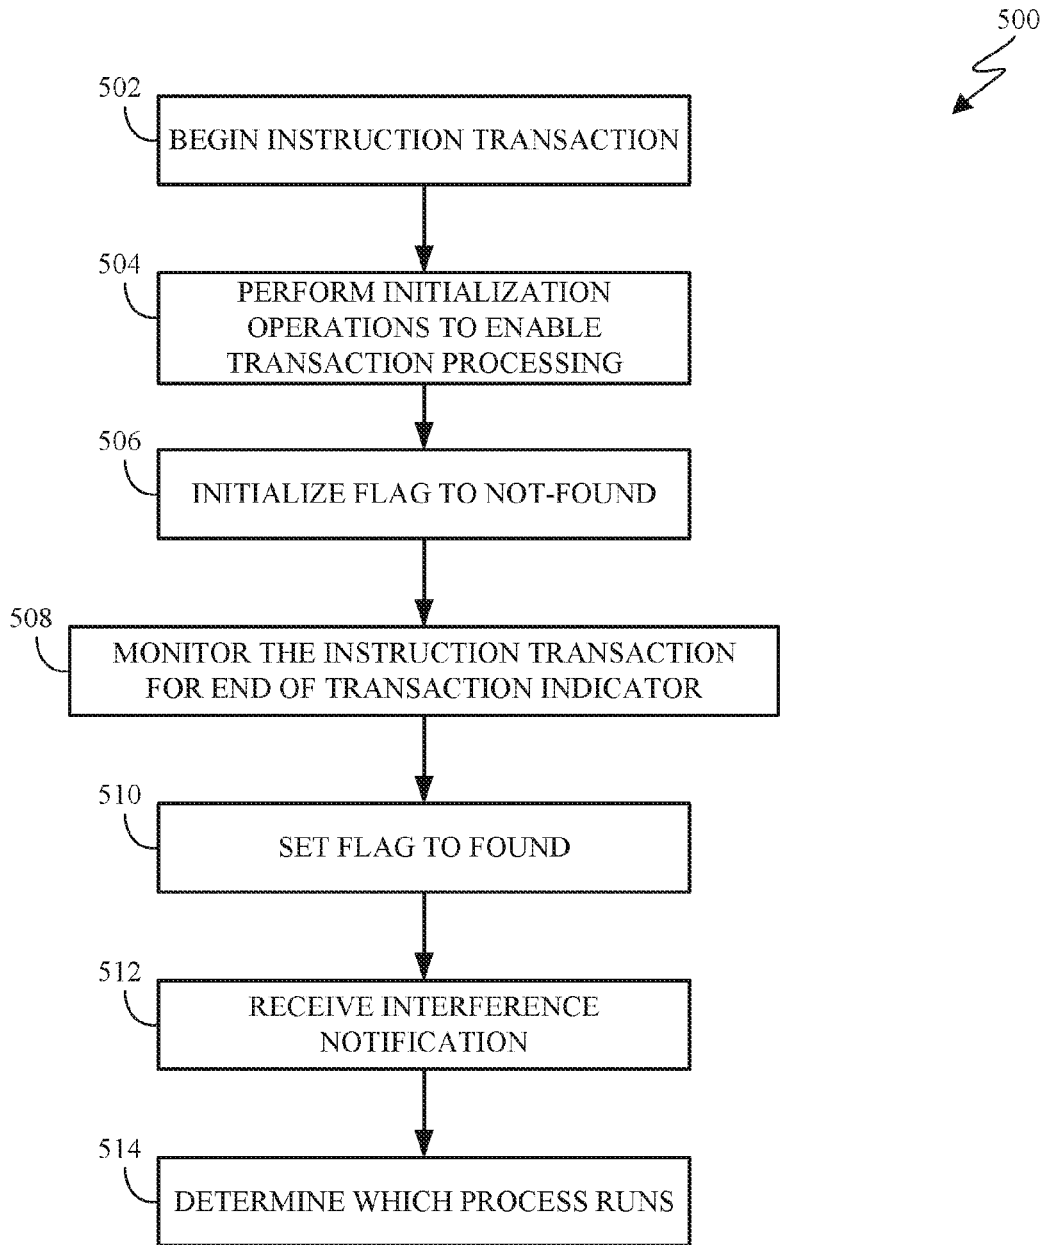 500
502
BEGIN INSTRUCTION TRANSACTION
504
PERFORM INITIALIZATION
OPERATIONS TO ENABLE
TRANSACTION PROCESSING
506
INITIALIZE FLAG TO NOT-FOUND
508
MONITOR THE INSTRUCTION TRANSACTION
FOR END OF TRANSACTION INDICATOR
510
SET FLAG TO FOUND
512
RECEIVE INTERFERENCE
NOTIFICATION
514
DETERMINE WHICH PROCESS RUNS